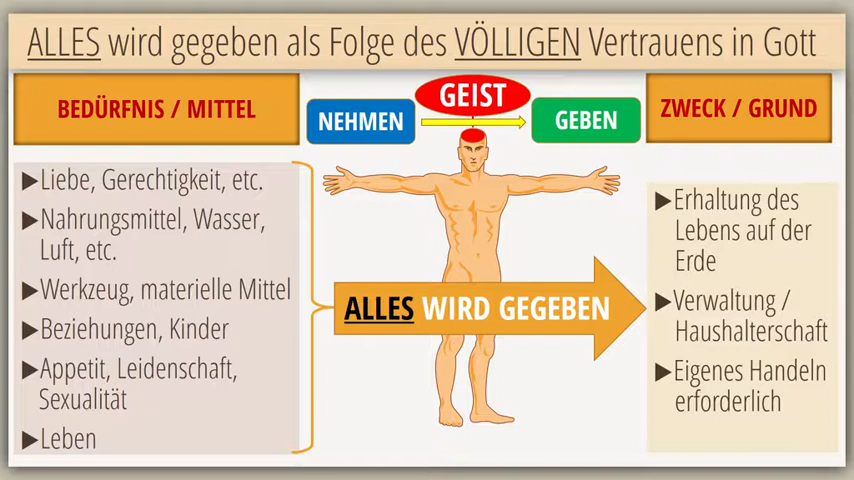 ALLES wird gegeben als Folge des VÖLLIGEN Vertrauens in Gott
BEDÜRFNIS / MITTEL
NEHMEN
GEIST
GEBEN
ZWECK / GRUND
▶Liebe, Gerechtigkeit, etc.
▶Nahrungsmittel, Wasser,
Luft, etc.
▶Werkzeug, materielle Mittel
▶Beziehungen, Kinder
▶Appetit, Leidenschaft,
Sexualität
▶Leben
ALLES WIRD GEGEBEN
▶Erhaltung des
Lebens auf der
Erde
▶Verwaltung /
Haushalterschaft
▶Eigenes Handeln
erforderlich